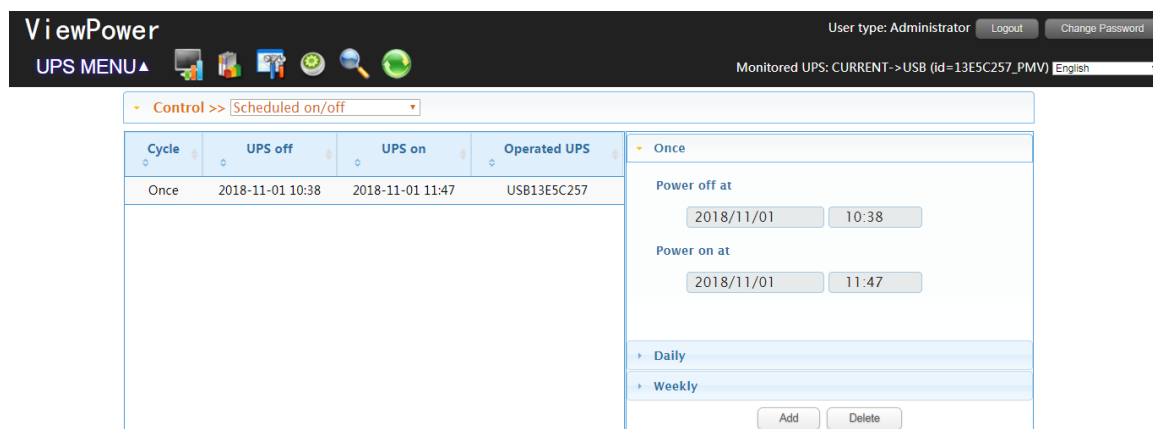 ViewPower
User type: Administrator Logout Change Password
UPS MENU▲
Monitored UPS: CURRENT->USB (id=13E5C257_PMV) English
Control >> Scheduled on/off
Cycle UPS off UPS on Operated UPS
Once 2018-11-01 10:38 2018-11-01 11:47 USB13E5C257
Once
Power off at
2018/11/01 10:38
Power on at
2018/11/01 11:47
Daily
Weekly
Add Delete